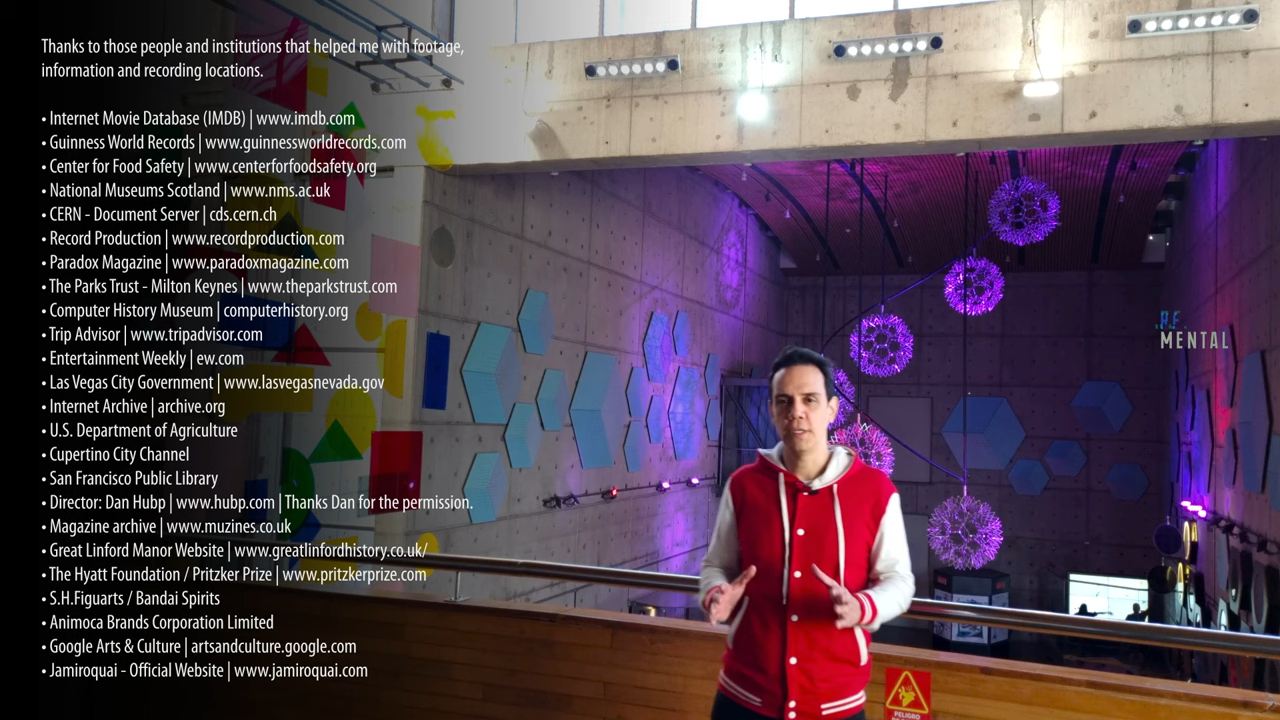 Thanks to those people and institutions that helped me with footage,
information and recording locations.
• Internet Movie Database (IMDB) | www.imdb.com
• Guinness World Records | www.guinnessworldrecords.com
• Center for Food Safety | www.centerforfoodsafety.org
• National Museums Scotland | www.nms.ac.uk
• CERN - Document Server | cds.cern.ch
• Record Production | www.recordproduction.com
• Paradox Magazine | www.paradoxmagazine.com
• The Parks Trust - Milton Keynes | www.theparkstrust.com
• Computer History Museum | computerhistory.org
• Trip Advisor | www.tripadvisor.com
• Entertainment Weekly | ew.com
• Las Vegas City Government | www.lasvegasnevada.gov
• Internet Archive | archive.org
• U.S. Department of Agriculture
• Cupertino City Channel
• San Francisco Public Library
• Director: Dan Hubp | www.hubp.com | Thanks Dan for the permission.
• Magazine archive | www.muzines.co.uk
• Great Linford Manor Website | www.greatlinfordhistory.co.uk/
• The Hyatt Foundation / Pritzker Prize | www.pritzkerprize.com
• S.H.Figuarts / Bandai Spirits
• Animoca Brands Corporation Limited
• Google Arts & Culture | artsandculture.google.com
• Jamiroquai - Official Website | www.jamiroquai.com
RE
MENTAL
PELIGRO